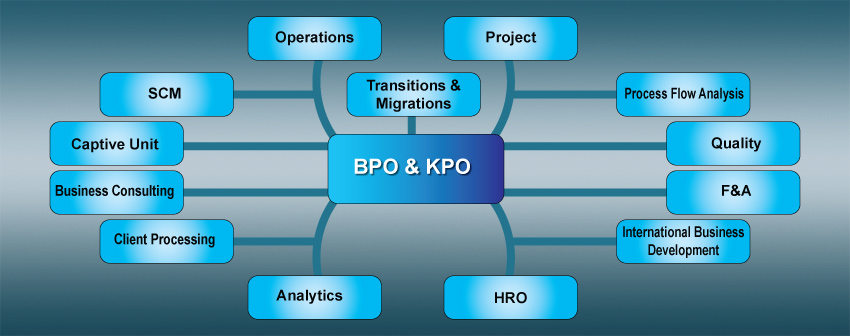 Operations
Project
SCM
Transitions &
Migrations
Process Flow Analysis
Captive Unit
BPO & KPO
Quality
Business Consulting
F&A
Client Processing
International Business
Development
Analytics
HRO